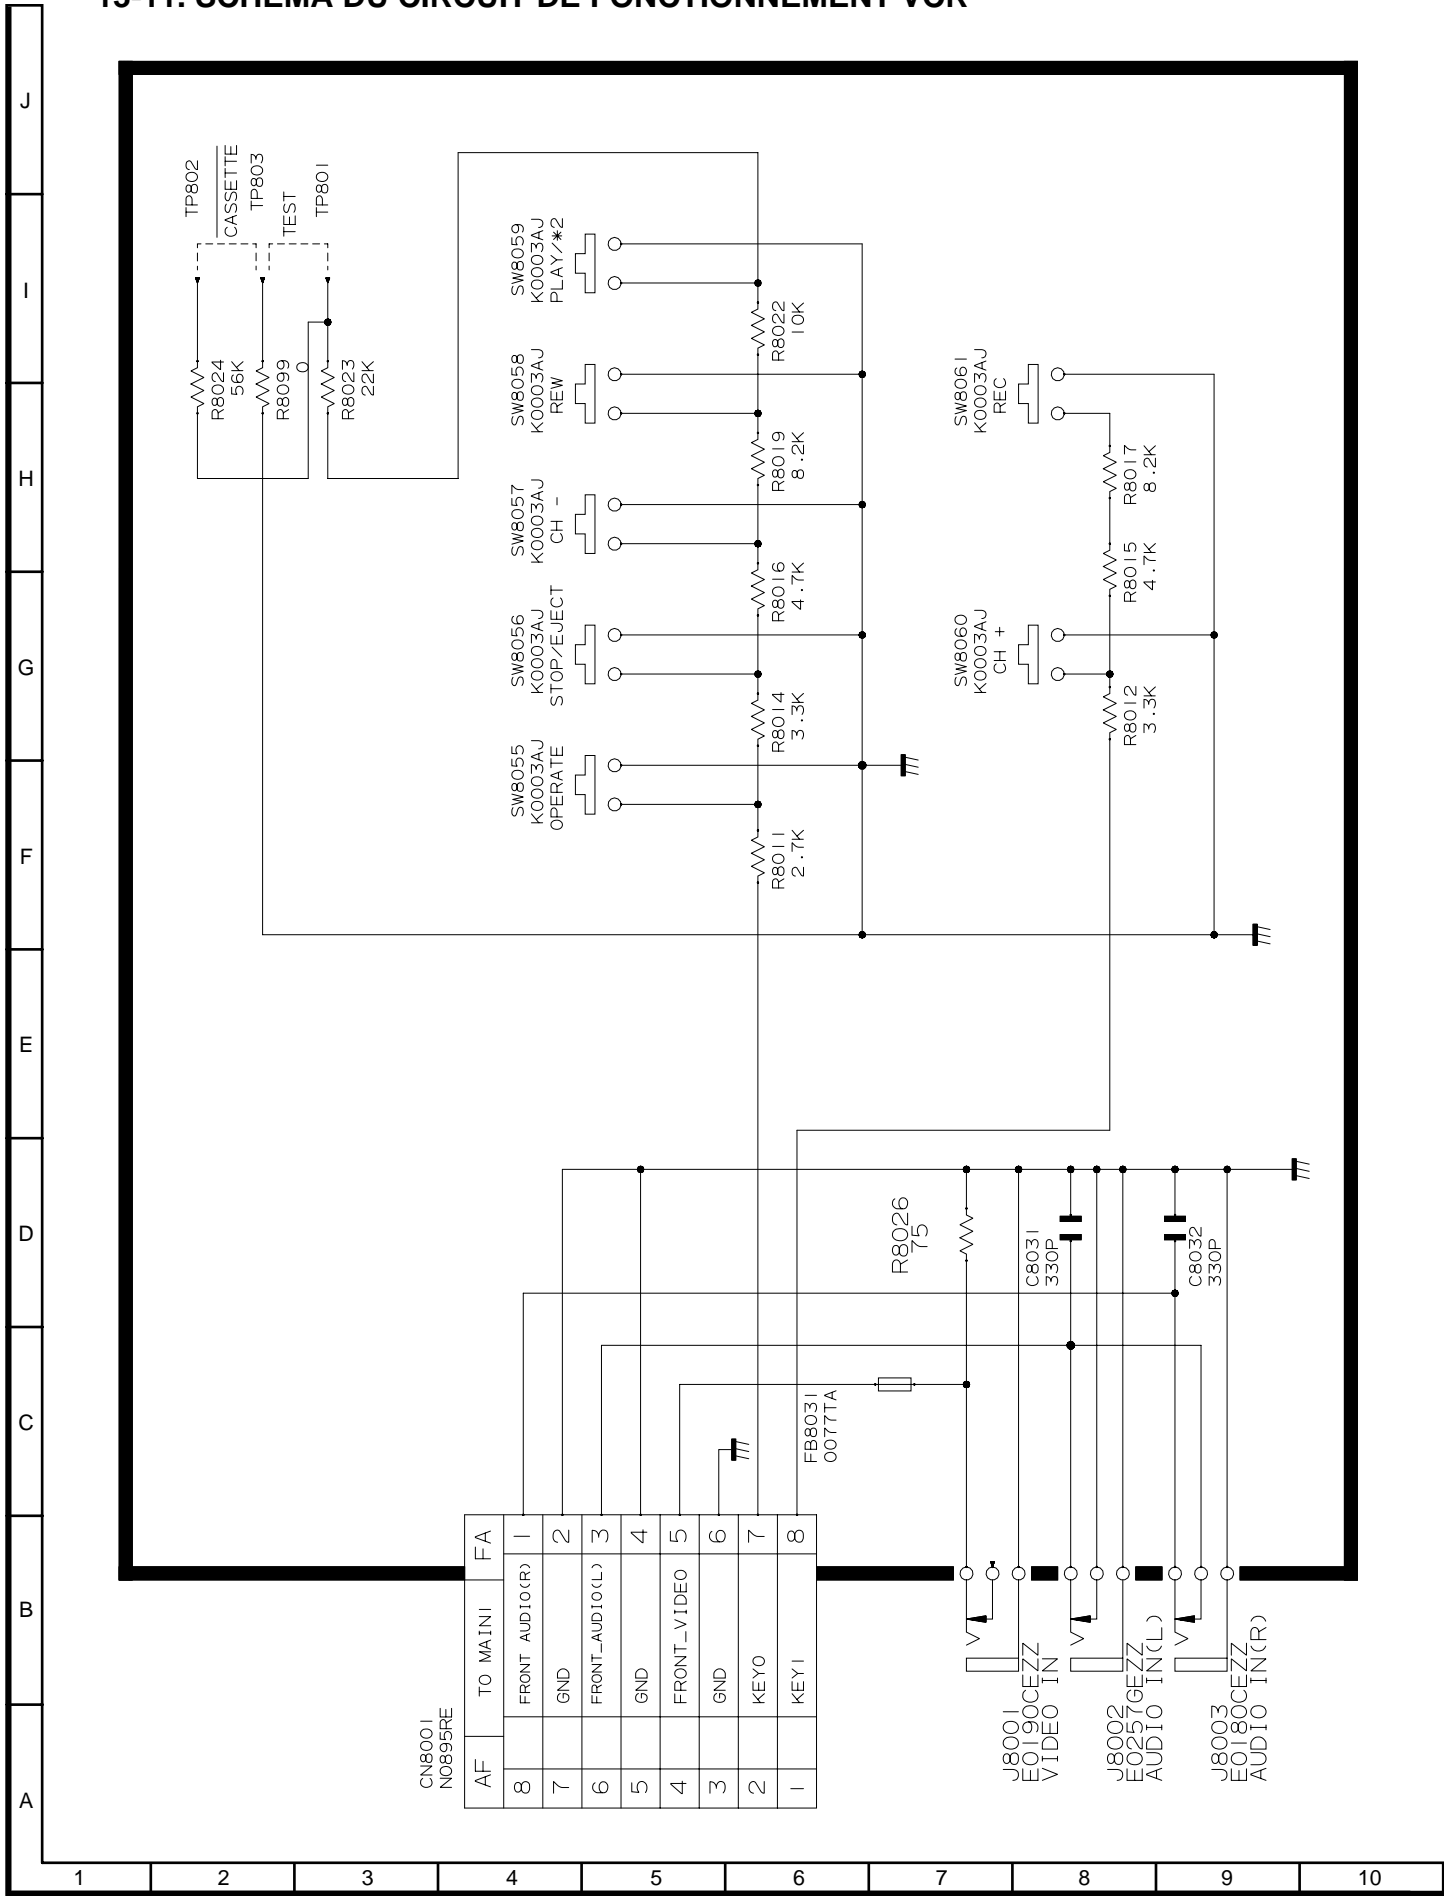 13-11. SCHÉMA DU CIRCUIT DE FONCTIONNEMENT VCR
J
I
H
G
F
E
D
C
B
A
1
2
3
4
5
6
7
8
9
10
TP802
CASSETTE
TP803
TEST
TP801
R8024
56K
R8099
0
R8023
22K
SW8059
K0003AJ
PLAY/*2
SW8058
K0003AJ
REW
SW8057
K0003AJ
CH -
SW8056
K0003AJ
STOP/EJECT
SW8055
K0003AJ
OPERATE
R8022
10K
R8019
8.2K
R8016
4.7K
R8014
3.3K
R8011
2.7K
SW8061
K0003AJ
REC
SW8060
K0003AJ
CH +
R8017
8.2K
R8015
4.7K
R8012
3.3K
R8026
75
C8031
330P
C8032
330P
FB8031
0077TA
CN8001
N0895RE
AF TO MAIN1 FA
8 FRONT AUDIO(R) 1
7 GND 2
6 FRONT_AUDIO(L) 3
5 GND 4
4 FRONT_VIDEO 5
3 GND 6
2 KEY0 7
1 KEY1 8
J8001
E0190CEZZ
VIDEO IN
J8002
E0257GEZZ
AUDIO IN(L)
J8003
E0180CEZZ
AUDIO IN(R)